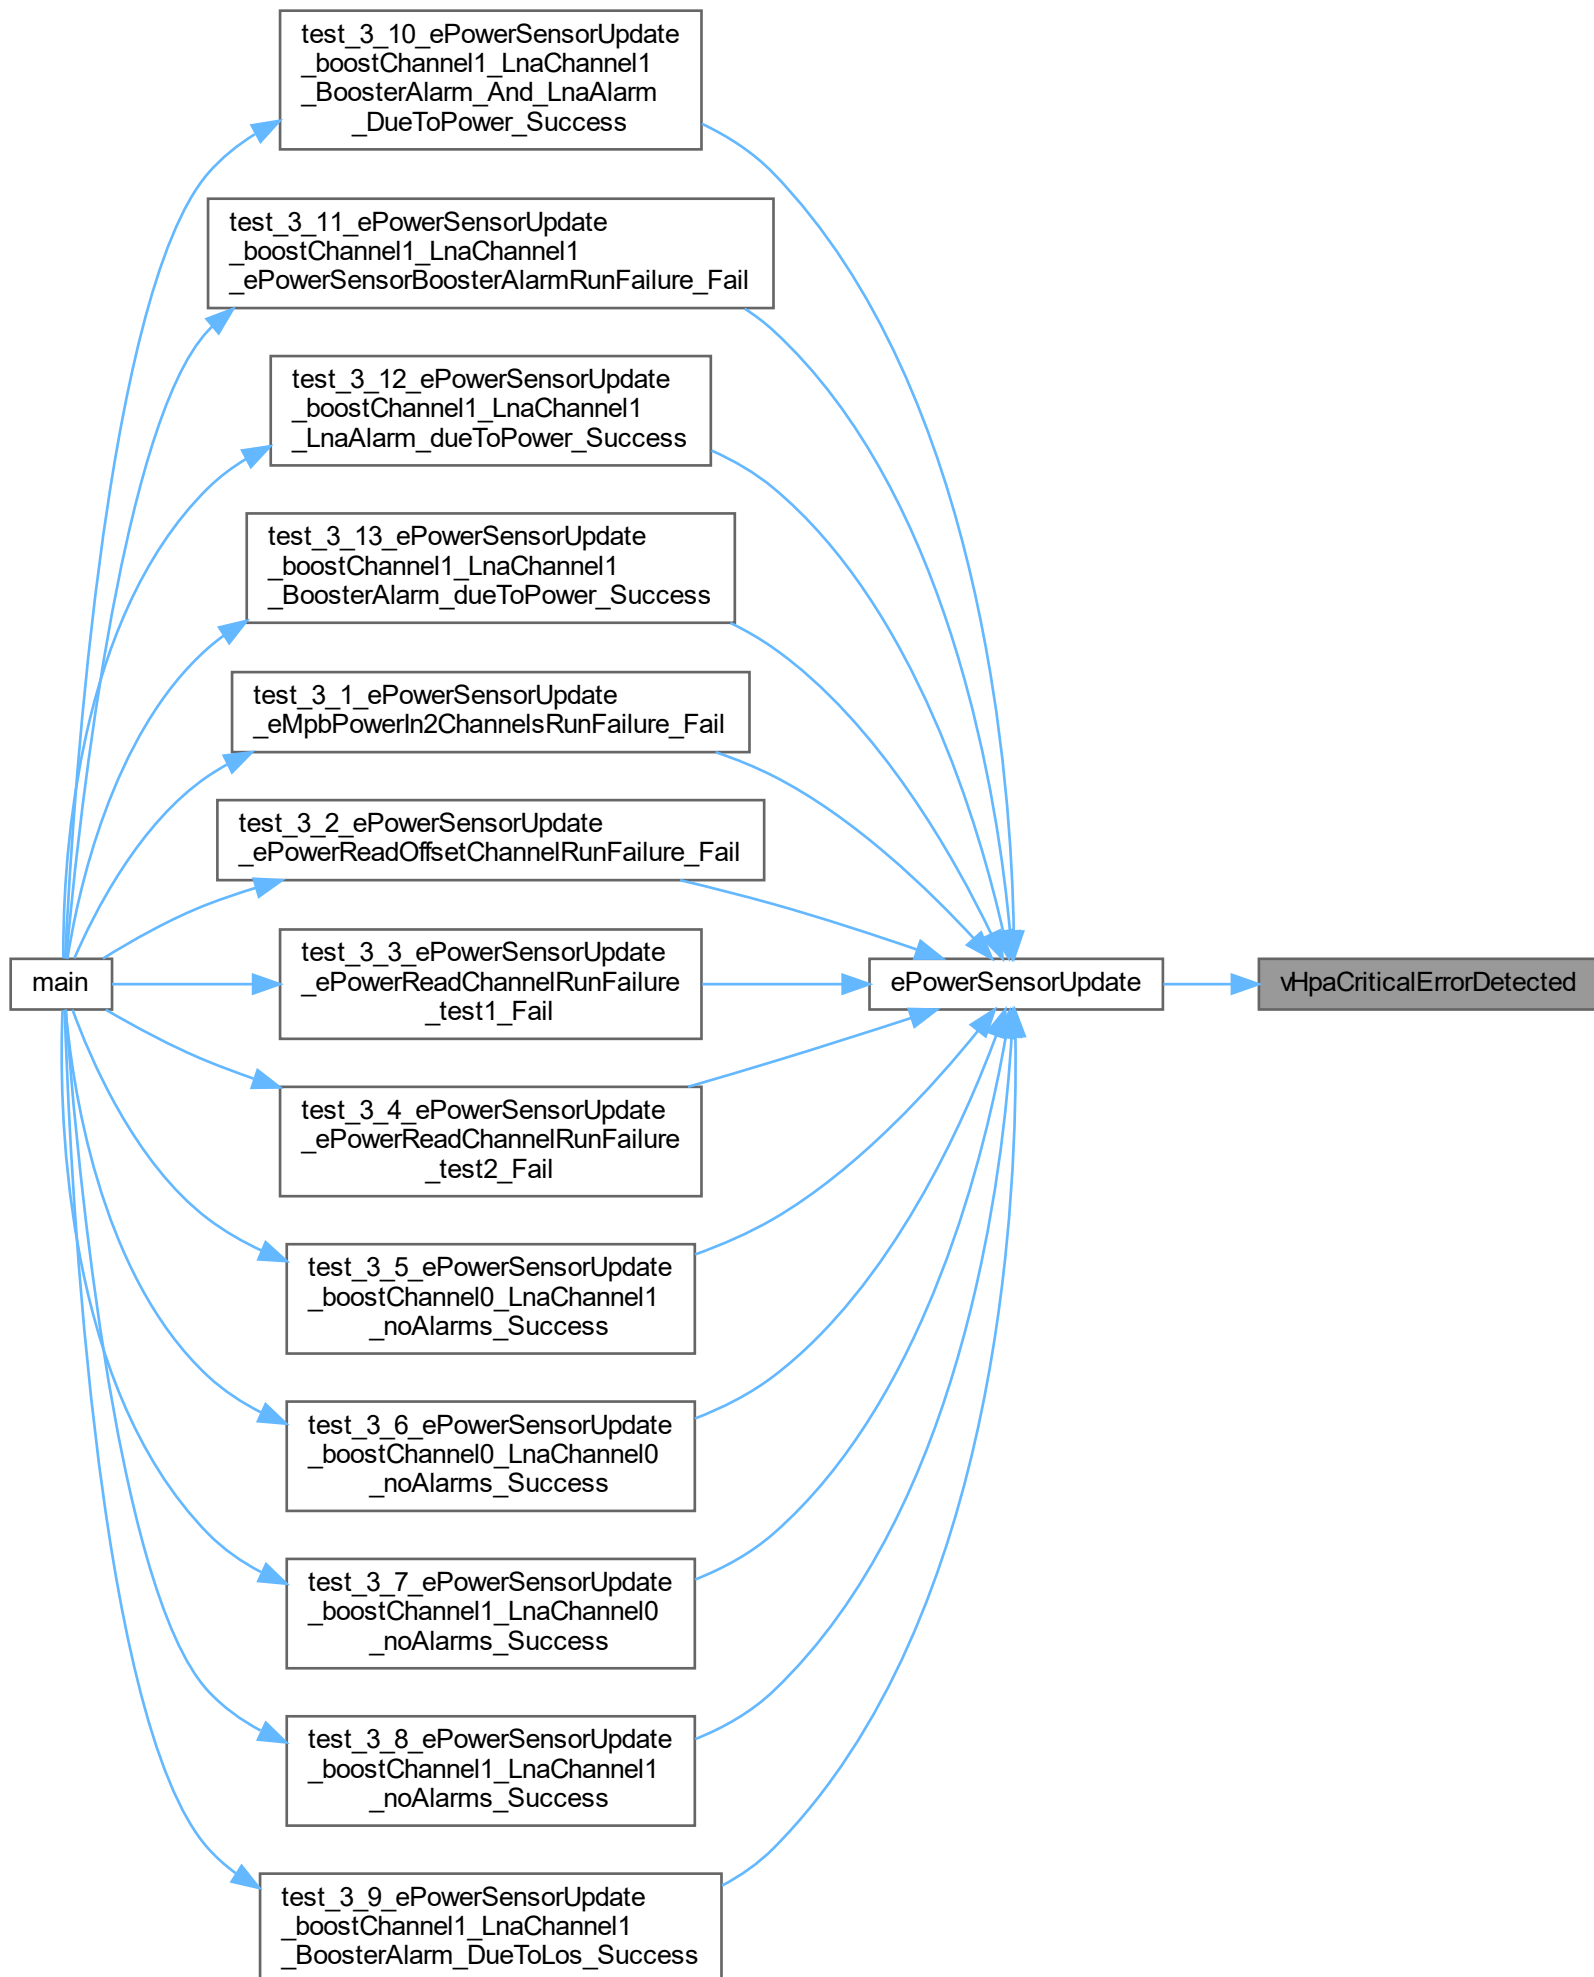 test_3_10_ePowerSensorUpdate
_boostChannel1_LnaChannel1
_BoosterAlarm_And_LnaAlarm
_DueToPower_Success
test_3_11_ePowerSensorUpdate
_boostChannel1_LnaChannel1
_ePowerSensorBoosterAlarmRunFailure_Fail
test_3_12_ePowerSensorUpdate
_boostChannel1_LnaChannel1
_LnaAlarm_dueToPower_Success
test_3_13_ePowerSensorUpdate
_boostChannel1_LnaChannel1
_BoosterAlarm_dueToPower_Success
test_3_1_ePowerSensorUpdate
_eMpbPowerIn2ChannelsRunFailure_Fail
test_3_2_ePowerSensorUpdate
_ePowerReadOffsetChannelRunFailure_Fail
main
test_3_3_ePowerSensorUpdate
_ePowerReadChannelRunFailure
_test1_Fail
ePowerSensorUpdate
vHpaCriticalErrorDetected
test_3_4_ePowerSensorUpdate
_ePowerReadChannelRunFailure
_test2_Fail
test_3_5_ePowerSensorUpdate
_boostChannel0_LnaChannel1
_noAlarms_Success
test_3_6_ePowerSensorUpdate
_boostChannel0_LnaChannel0
_noAlarms_Success
test_3_7_ePowerSensorUpdate
_boostChannel1_LnaChannel0
_noAlarms_Success
test_3_8_ePowerSensorUpdate
_boostChannel1_LnaChannel1
_noAlarms_Success
test_3_9_ePowerSensorUpdate
_boostChannel1_LnaChannel1
_BoosterAlarm_DueToLos_Success